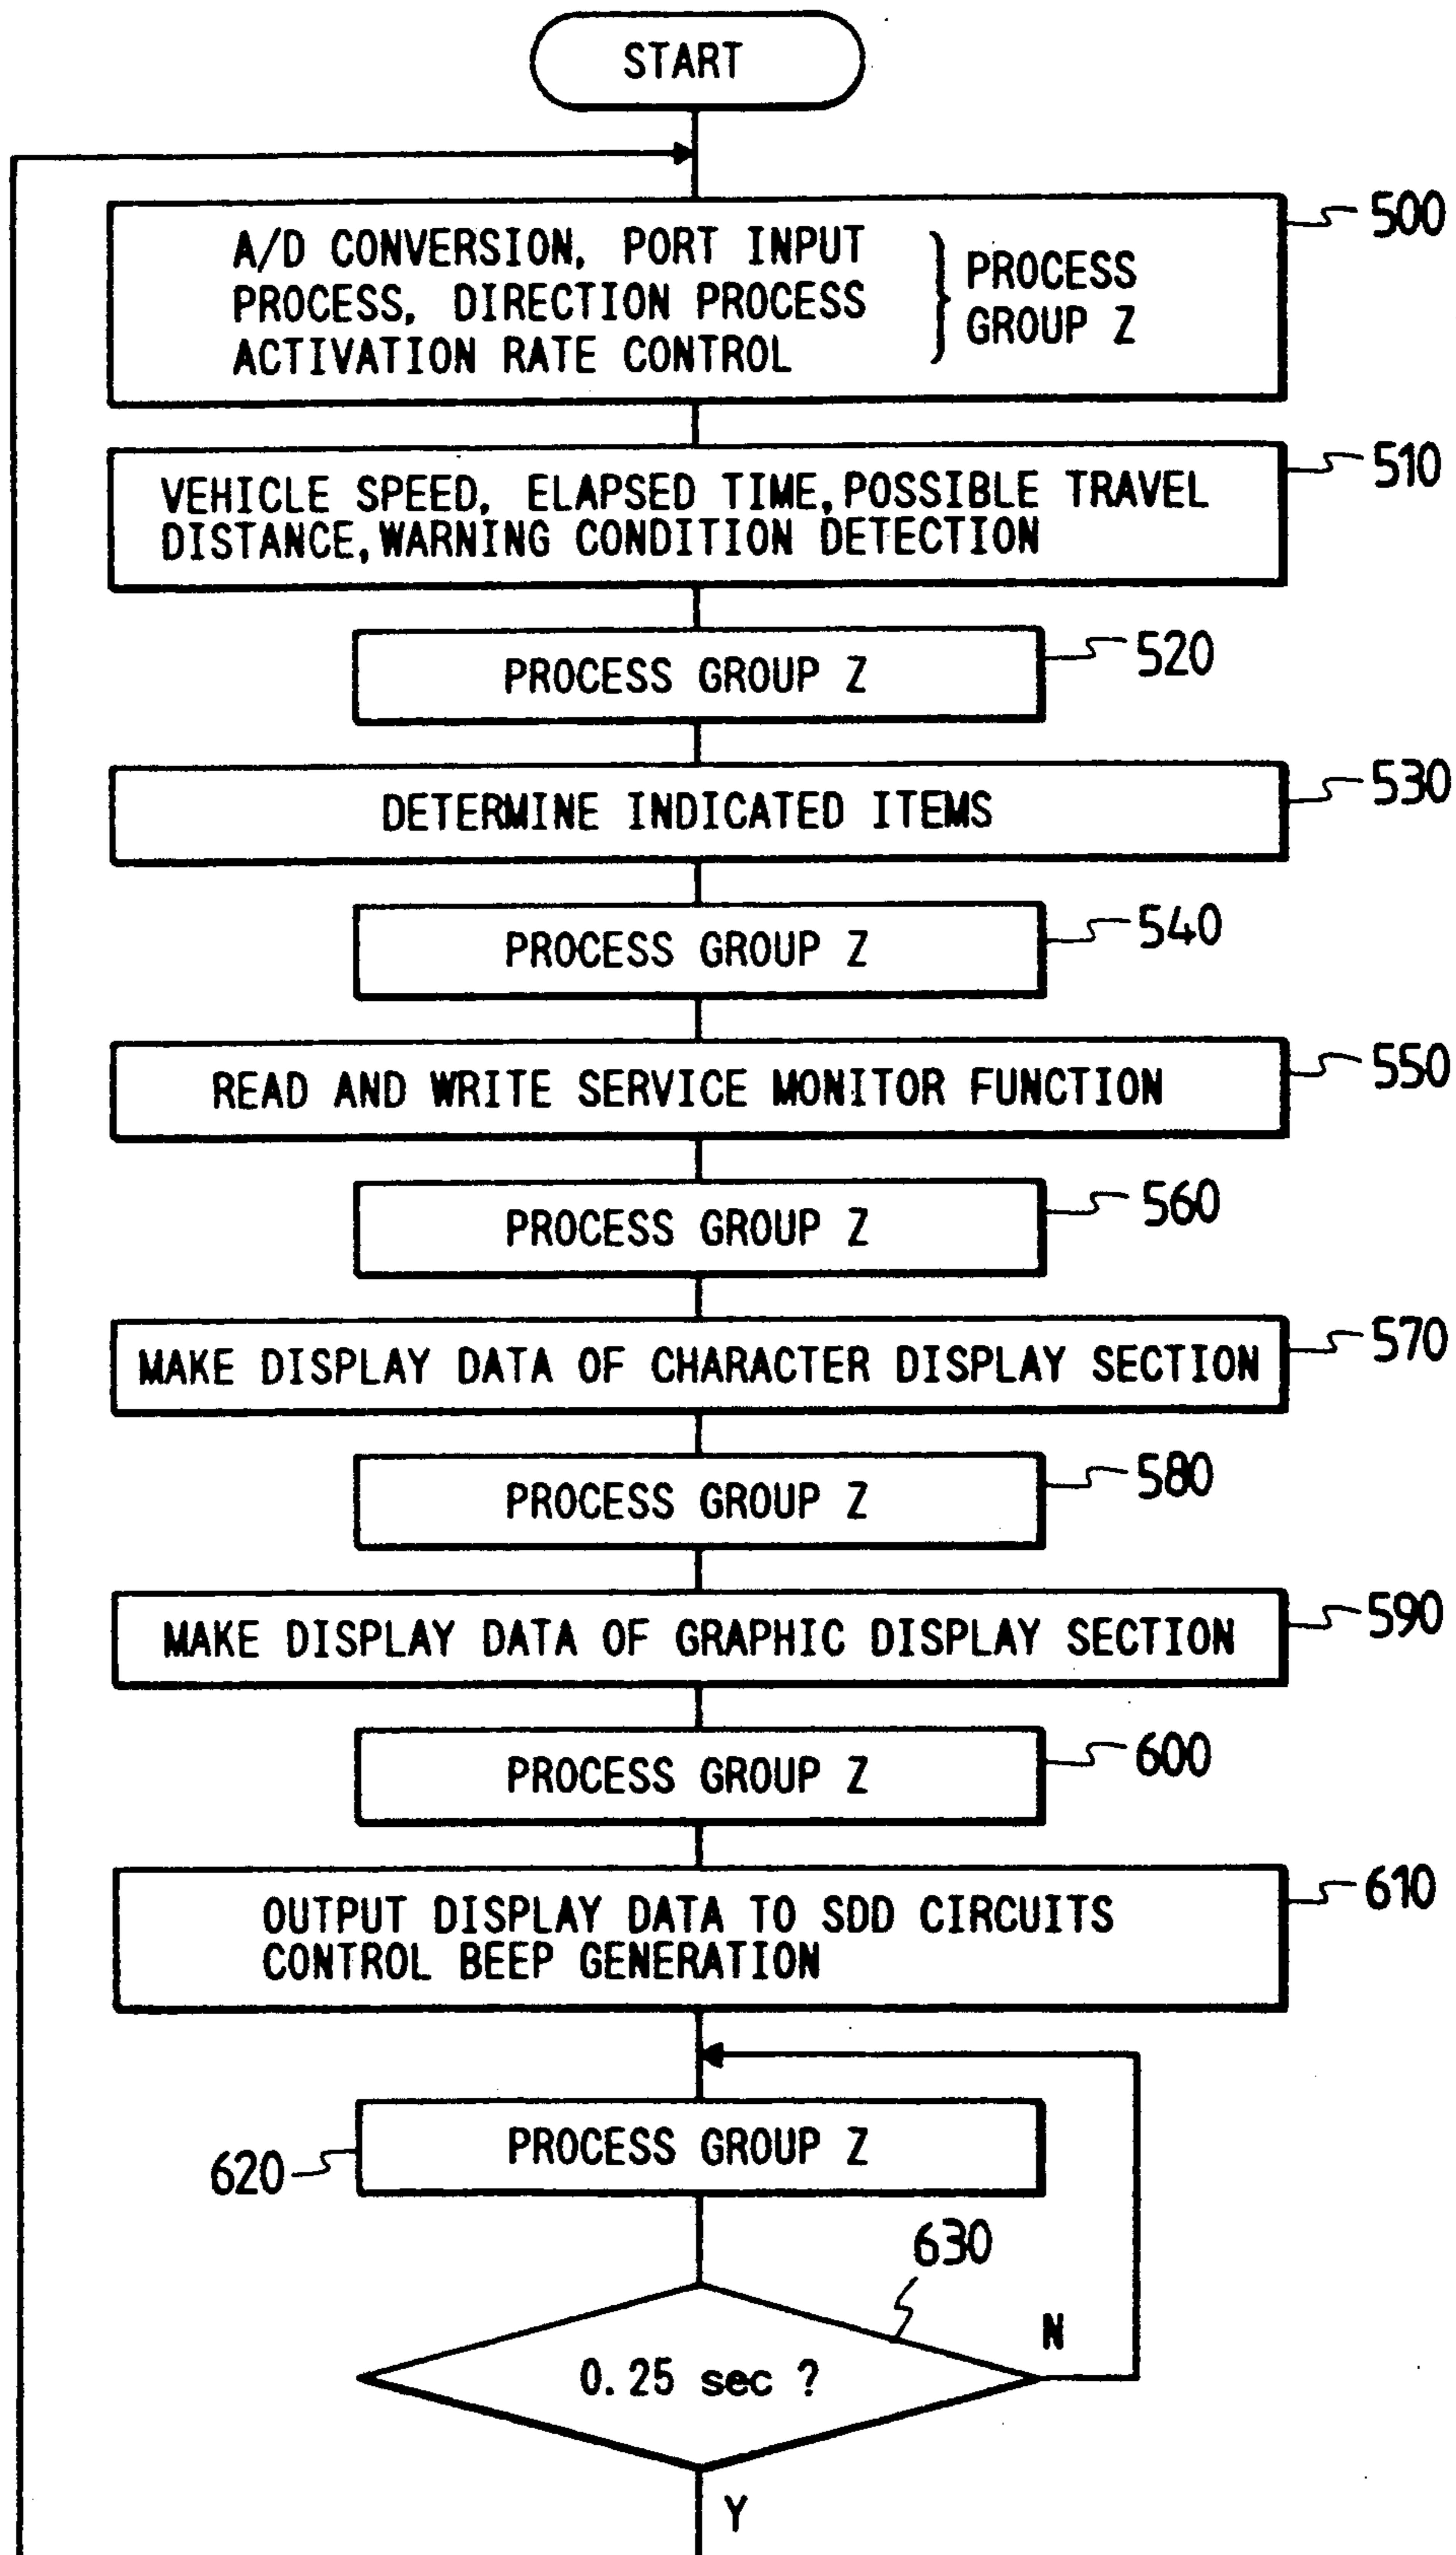 START
A/D CONVERSION, PORT INPUT
PROCESS, DIRECTION PROCESS
ACTIVATION RATE CONTROL
PROCESS
GROUP Z
500
VEHICLE SPEED, ELAPSED TIME, POSSIBLE TRAVEL
DISTANCE, WARNING CONDITION DETECTION
510
PROCESS GROUP Z
520
DETERMINE INDICATED ITEMS
530
PROCESS GROUP Z
540
READ AND WRITE SERVICE MONITOR FUNCTION
550
PROCESS GROUP Z
560
MAKE DISPLAY DATA OF CHARACTER DISPLAY SECTION
570
PROCESS GROUP Z
580
MAKE DISPLAY DATA OF GRAPHIC DISPLAY SECTION
590
PROCESS GROUP Z
600
OUTPUT DISPLAY DATA TO SDD CIRCUITS
CONTROL BEEP GENERATION
610
PROCESS GROUP Z
620
630
0.25 sec ?
N
Y